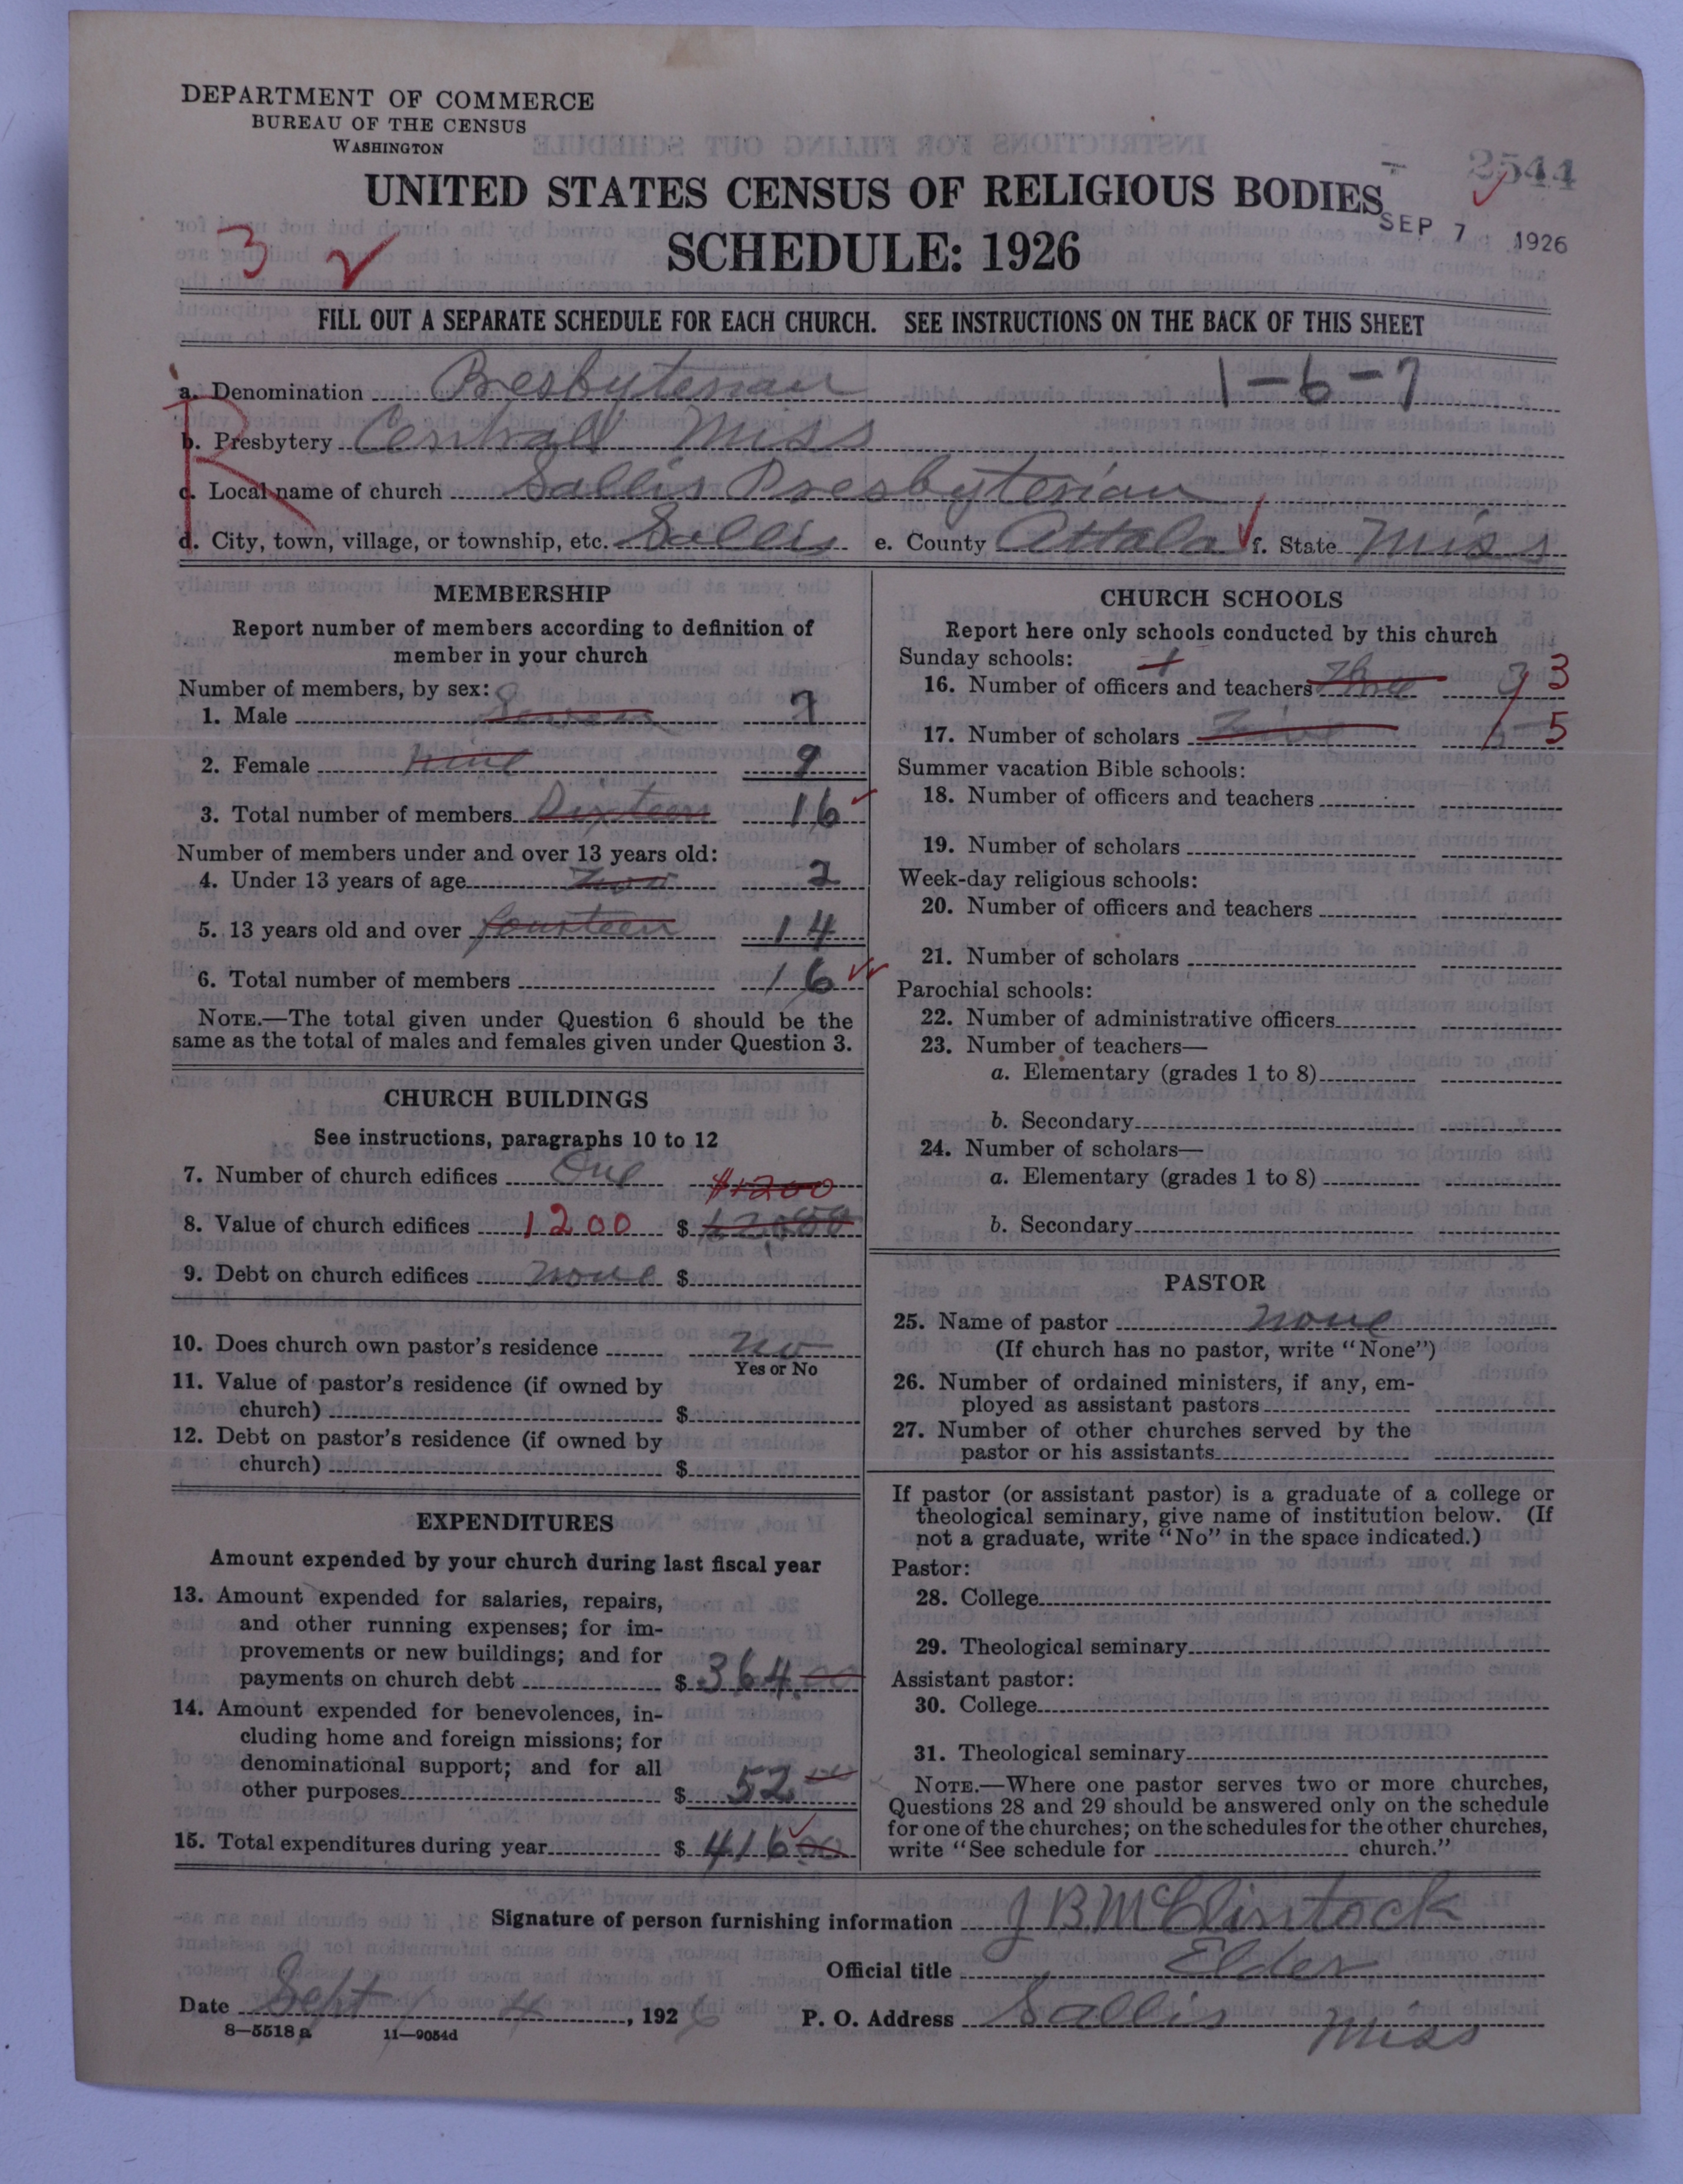 DEPARTMENT OF COMMERCE
BUREAU OF THE CENSUS
WASHINGTON
2544
UNITED STATES CENSUS OF RELIGIOUS BODIES
SEP 7 1926
SCHEDULE: 1926
3
FILL OUT A SEPARATE SCHEDULE FOR EACH CHURCH. SEE INSTRUCTIONS ON THE BACK OF THIS SHEET
a. Denomination Presbyterian 1-6-7
b. Presbytery Central Miss
R
c. Local name of church Sallis Presbyterian
d. City, town, village, or township, etc. Sallis e. County Attala f. State Miss
MEMBERSHIP
Report number of members according to definition of
member in your church
Number of members, by sex:
1. Male Seven 7
2. Female Nine 9
3. Total number of members Sixteen 16
Number of members under and over 13 years old:
4. Under 13 years of age Two 2
5. 13 years old and over fourteen 14
6. Total number of members 16
NOTE.—The total given under Question 6 should be the
same as the total of males and females given under Question 3.
CHURCH BUILDINGS
See instructions, paragraphs 10 to 12
7. Number of church edifices One
$1200
8. Value of church edifices 1200 $
9. Debt on church edifices none $
10. Does church own pastor's residence No
Yes or No
11. Value of pastor's residence (if owned by
church) $
12. Debt on pastor's residence (if owned by
church) $
EXPENDITURES
Amount expended by your church during last fiscal year
13. Amount expended for salaries, repairs,
and other running expenses; for im-
provements or new buildings; and for
payments on church debt $ 364.00
14. Amount expended for benevolences, in-
cluding home and foreign missions; for
denominational support; and for all
other purposes $ 52 00
15. Total expenditures during year $ 416 00
CHURCH SCHOOLS
Report here only schools conducted by this church
Sunday schools: 1
16. Number of officers and teachers Three 3
17. Number of scholars Five 5
Summer vacation Bible schools:
18. Number of officers and teachers
19. Number of scholars
Week-day religious schools:
20. Number of officers and teachers
21. Number of scholars
Parochial schools:
22. Number of administrative officers
23. Number of teachers—
a. Elementary (grades 1 to 8)
b. Secondary
24. Number of scholars—
a. Elementary (grades 1 to 8)
b. Secondary
PASTOR
25. Name of pastor none
(If church has no pastor, write "None")
26. Number of ordained ministers, if any, em-
ployed as assistant pastors
27. Number of other churches served by the
pastor or his assistants
If pastor (or assistant pastor) is a graduate of a college or
theological seminary, give name of institution below. (If
not a graduate, write "No" in the space indicated.)
Pastor:
28. College
29. Theological seminary
Assistant pastor:
30. College
31. Theological seminary
NOTE.—Where one pastor serves two or more churches,
Questions 28 and 29 should be answered only on the schedule
for one of the churches; on the schedules for the other churches,
write "See schedule for church."
Signature of person furnishing information J B McClintock
Official title Elder
Date Sept 4, 1926 P. O. Address Sallis
Miss
8—5518 a 11—9054d